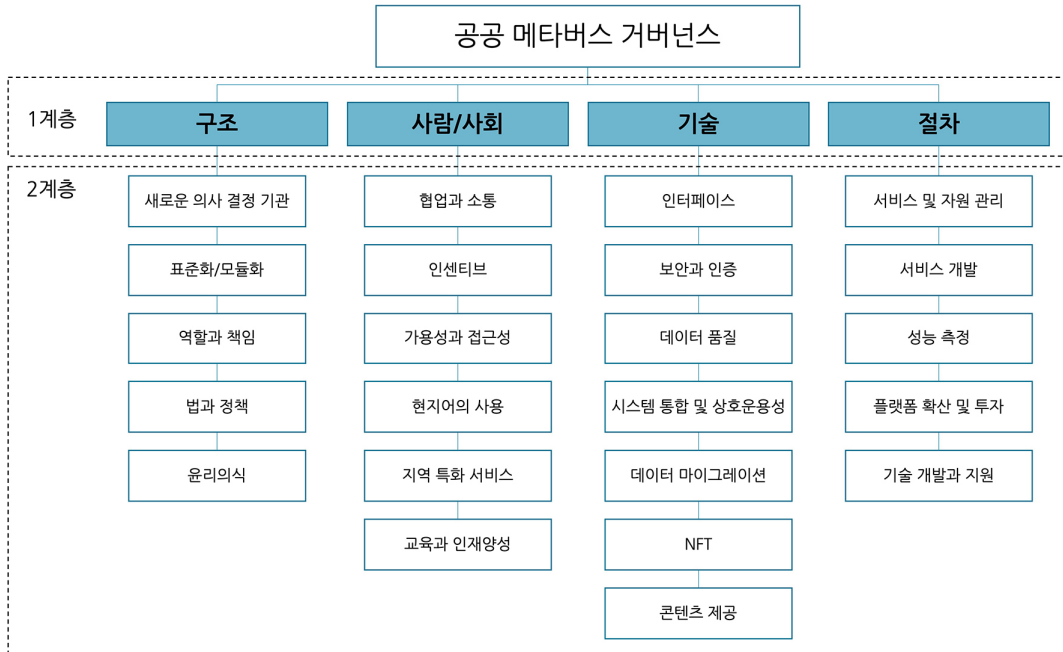 공공 메타버스 거버넌스
1계층
구조
사람/사회
기술
절차
2계층
새로운 의사 결정 기관
표준화/모듈화
역할과 책임
법과 정책
윤리의식
협업과 소통
인센티브
가용성과 접근성
현지어의 사용
지역 특화 서비스
교육과 인재양성
인터페이스
보안과 인증
데이터 품질
시스템 통합 및 상호운용성
데이터 마이그레이션
NFT
콘텐츠 제공
서비스 및 자원 관리
서비스 개발
성능 측정
플랫폼 확산 및 투자
기술 개발과 지원